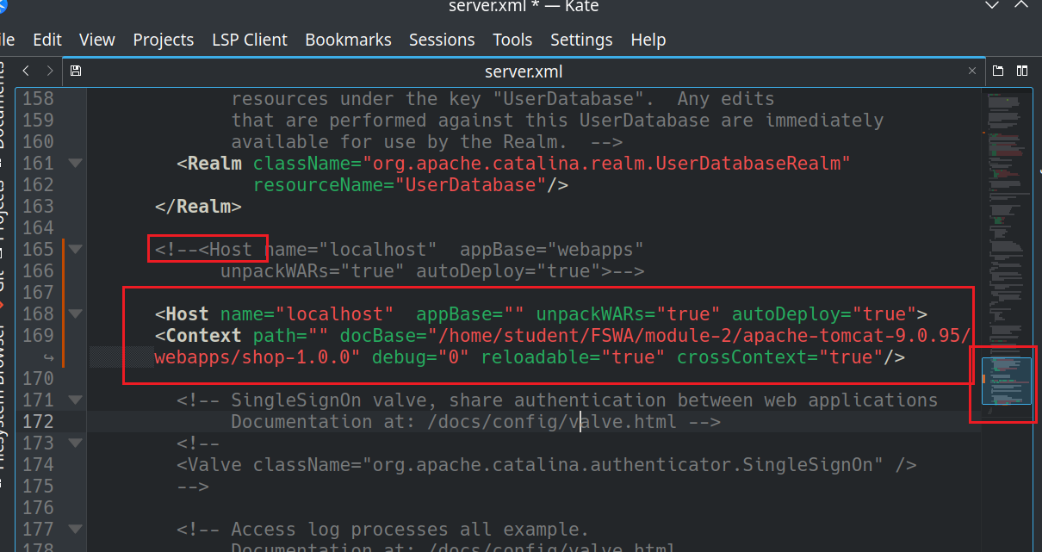 server.xml * — Kate
Edit View Projects LSP Client Bookmarks Sessions Tools Settings Help
server.xml
158 resources under the key "UserDatabase". Any edits
159 that are performed against this UserDatabase are immediately
160 available for use by the Realm. -->
161 <Realm className="org.apache.catalina.realm.UserDatabaseRealm"
162 resourceName="UserDatabase"/>
163 </Realm>
164
165 <!--<Host name="localhost" appBase="webapps"
166 unpackWARs="true" autoDeploy="true">-->
167
168 <Host name="localhost" appBase="" unpackWARs="true" autoDeploy="true">
169 <Context path="" docBase="/home/student/FSWA/module-2/apache-tomcat-9.0.95/
webapps/shop-1.0.0" debug="0" reloadable="true" crossContext="true"/>
170
171 <!-- SingleSignOn valve, share authentication between web applications
172 Documentation at: /docs/config/valve.html -->
173 <!--
174 <Valve className="org.apache.catalina.authenticator.SingleSignOn" />
175 -->
176
177 <!-- Access log processes all example.
178 Documentation at: /docs/config/valve.html
Projects
Git